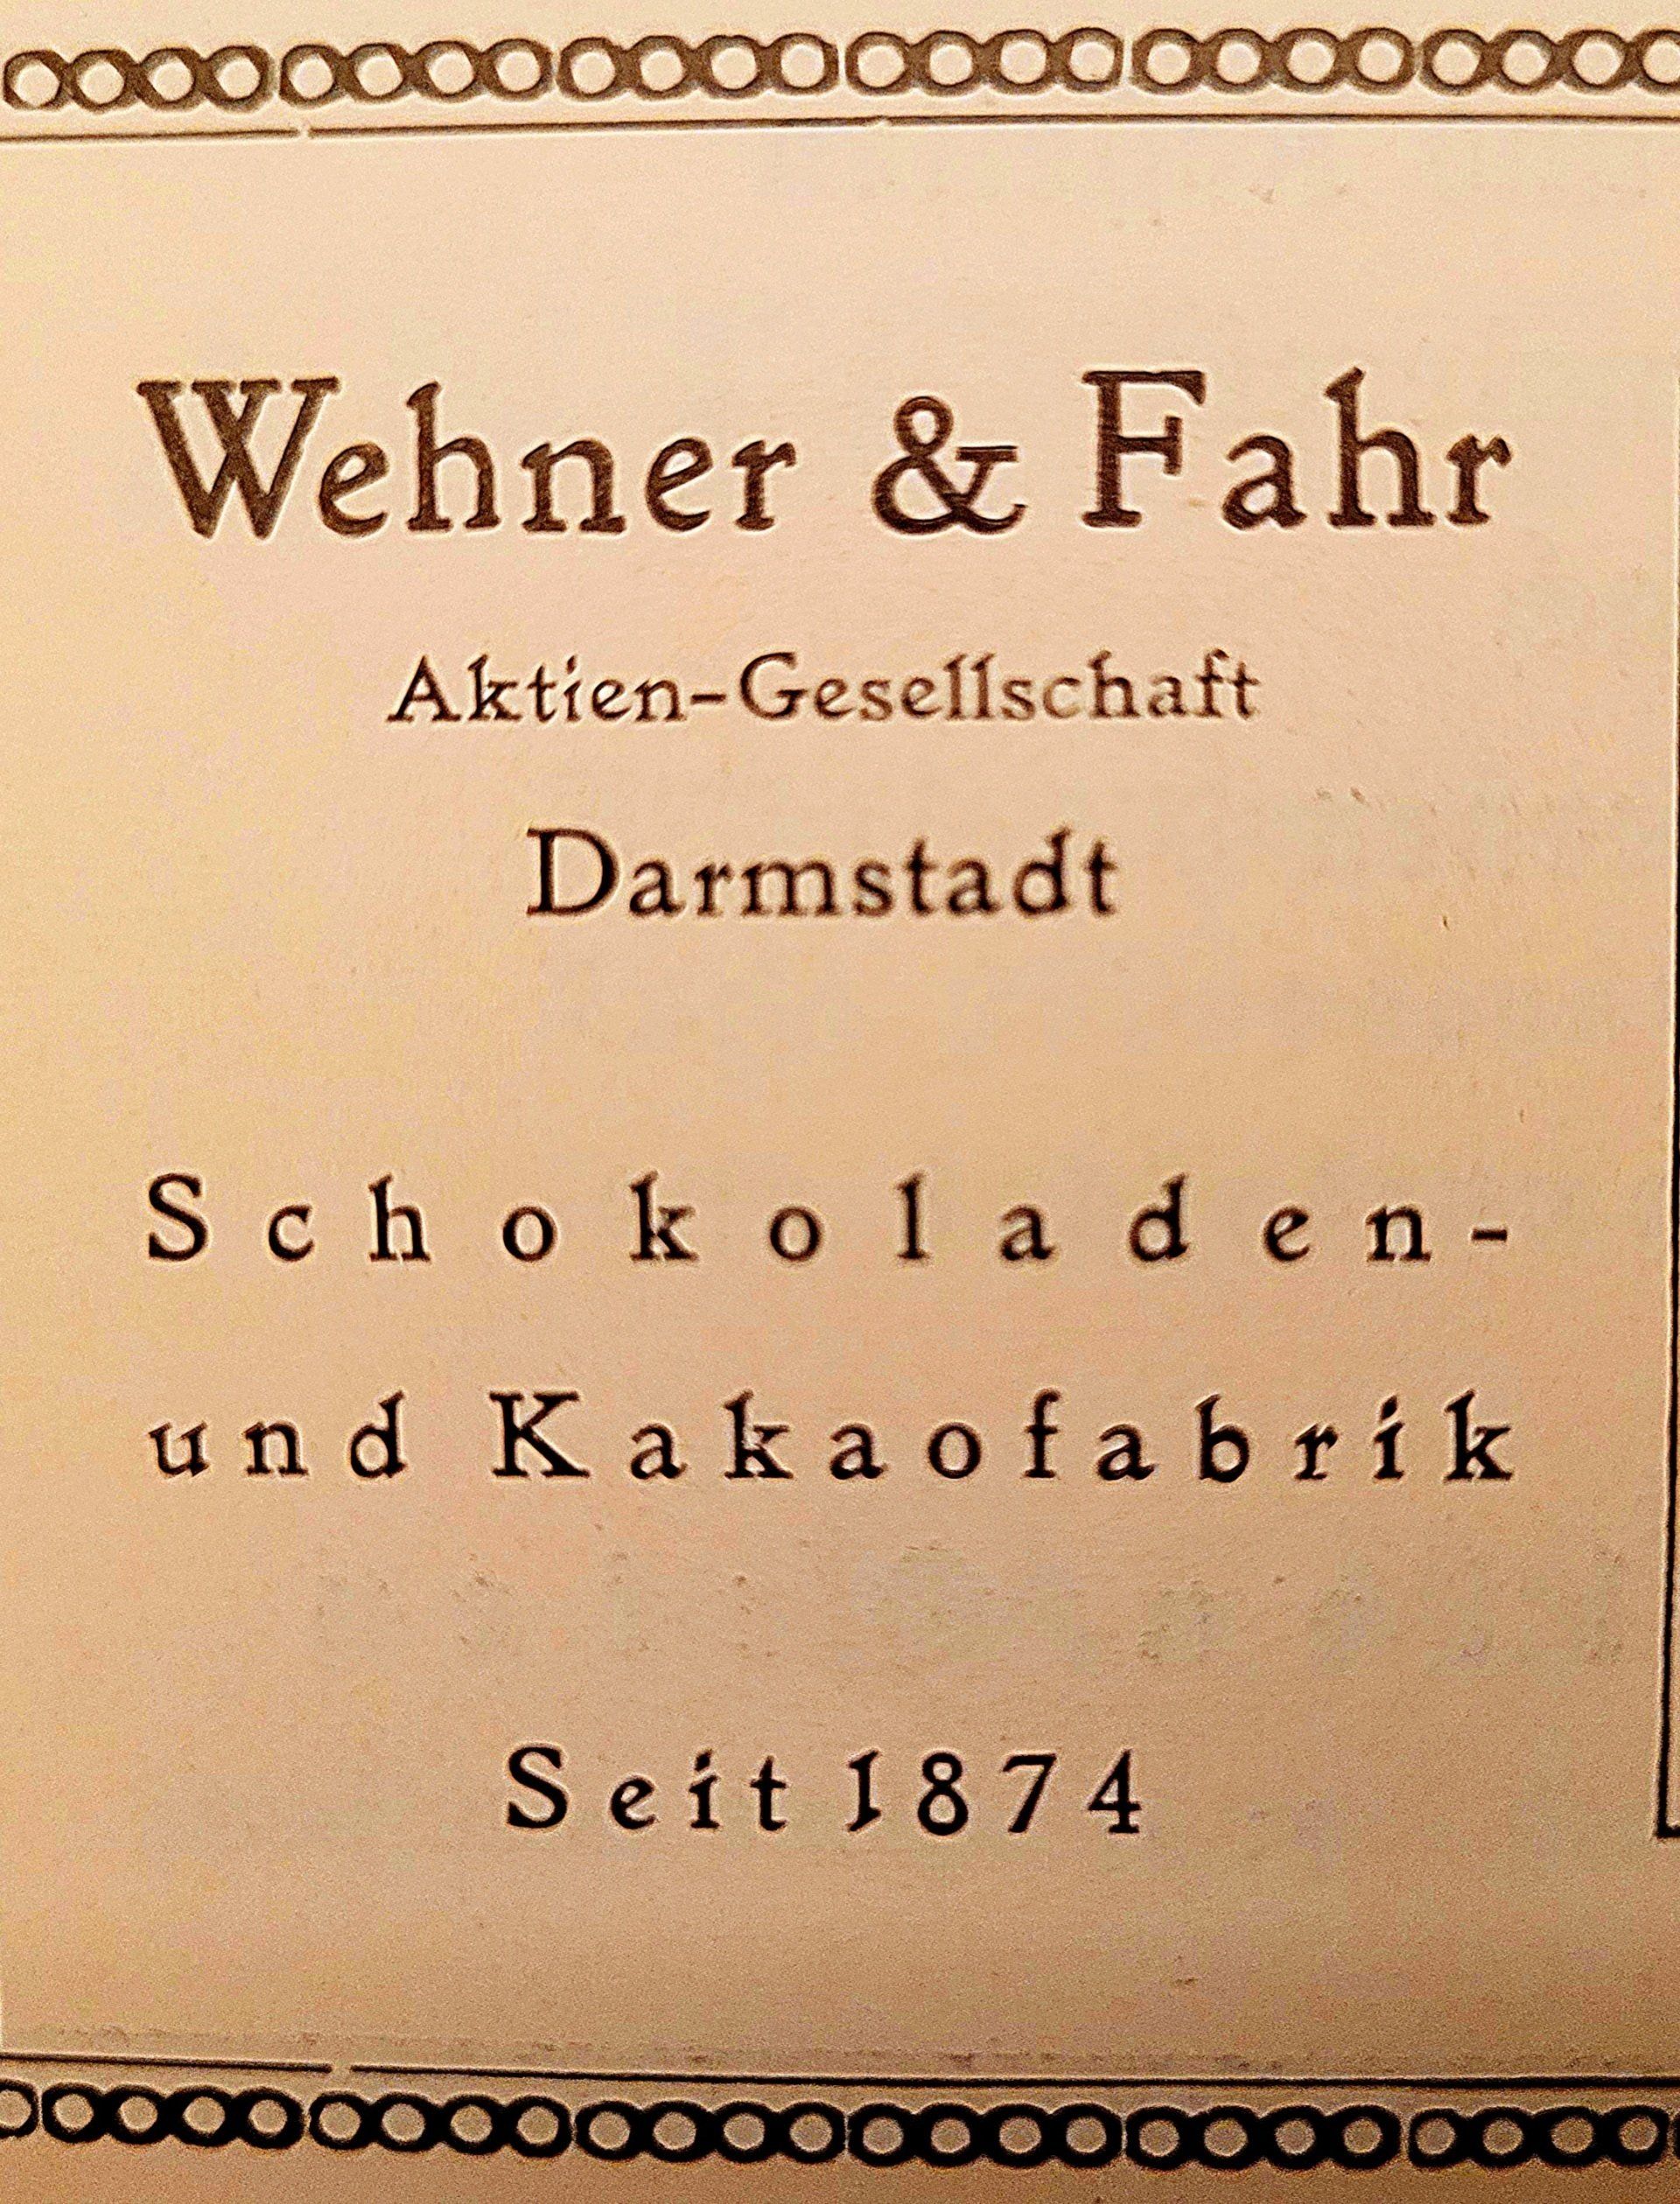 Wehner & Fahr
Aktien-Gesellschaft
Darmstadt
Schokoladen-
und Kakaofabrik
Seit 1874